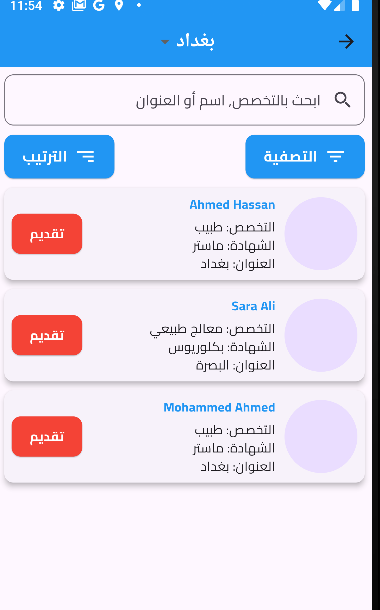 11:54
بغداد
ابحث بالتخصص, اسم أو العنوان
التصفية
الترتيب
Ahmed Hassan
التخصص: طبيب
الشهادة: ماستر
العنوان: بغداد
تقديم
Sara Ali
التخصص: معالج طبيعي
الشهادة: بكلوريوس
العنوان: البصرة
تقديم
Mohammed Ahmed
التخصص: طبيب
الشهادة: ماستر
العنوان: بغداد
تقديم